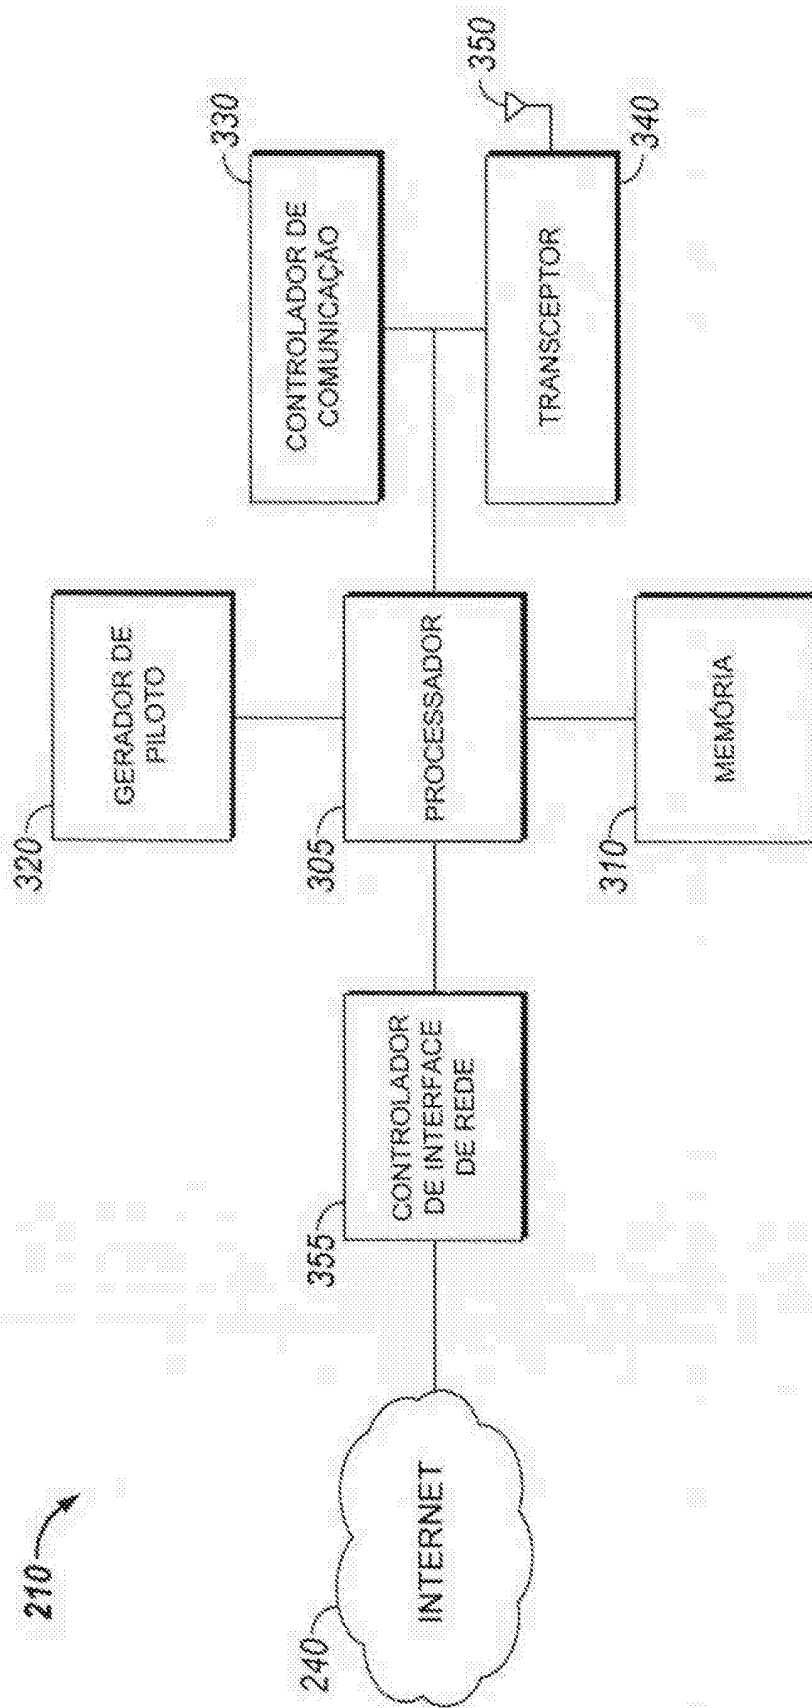 210
320
GERADOR DE
PILOTO
330
CONTROLADOR DE
COMUNICAÇÃO
240
INTERNET
355
CONTROLADOR
DE INTERFACE
DE REDE
305
PROCESSADOR
350
TRANSCEPTOR
340
310
MEMÓRIA